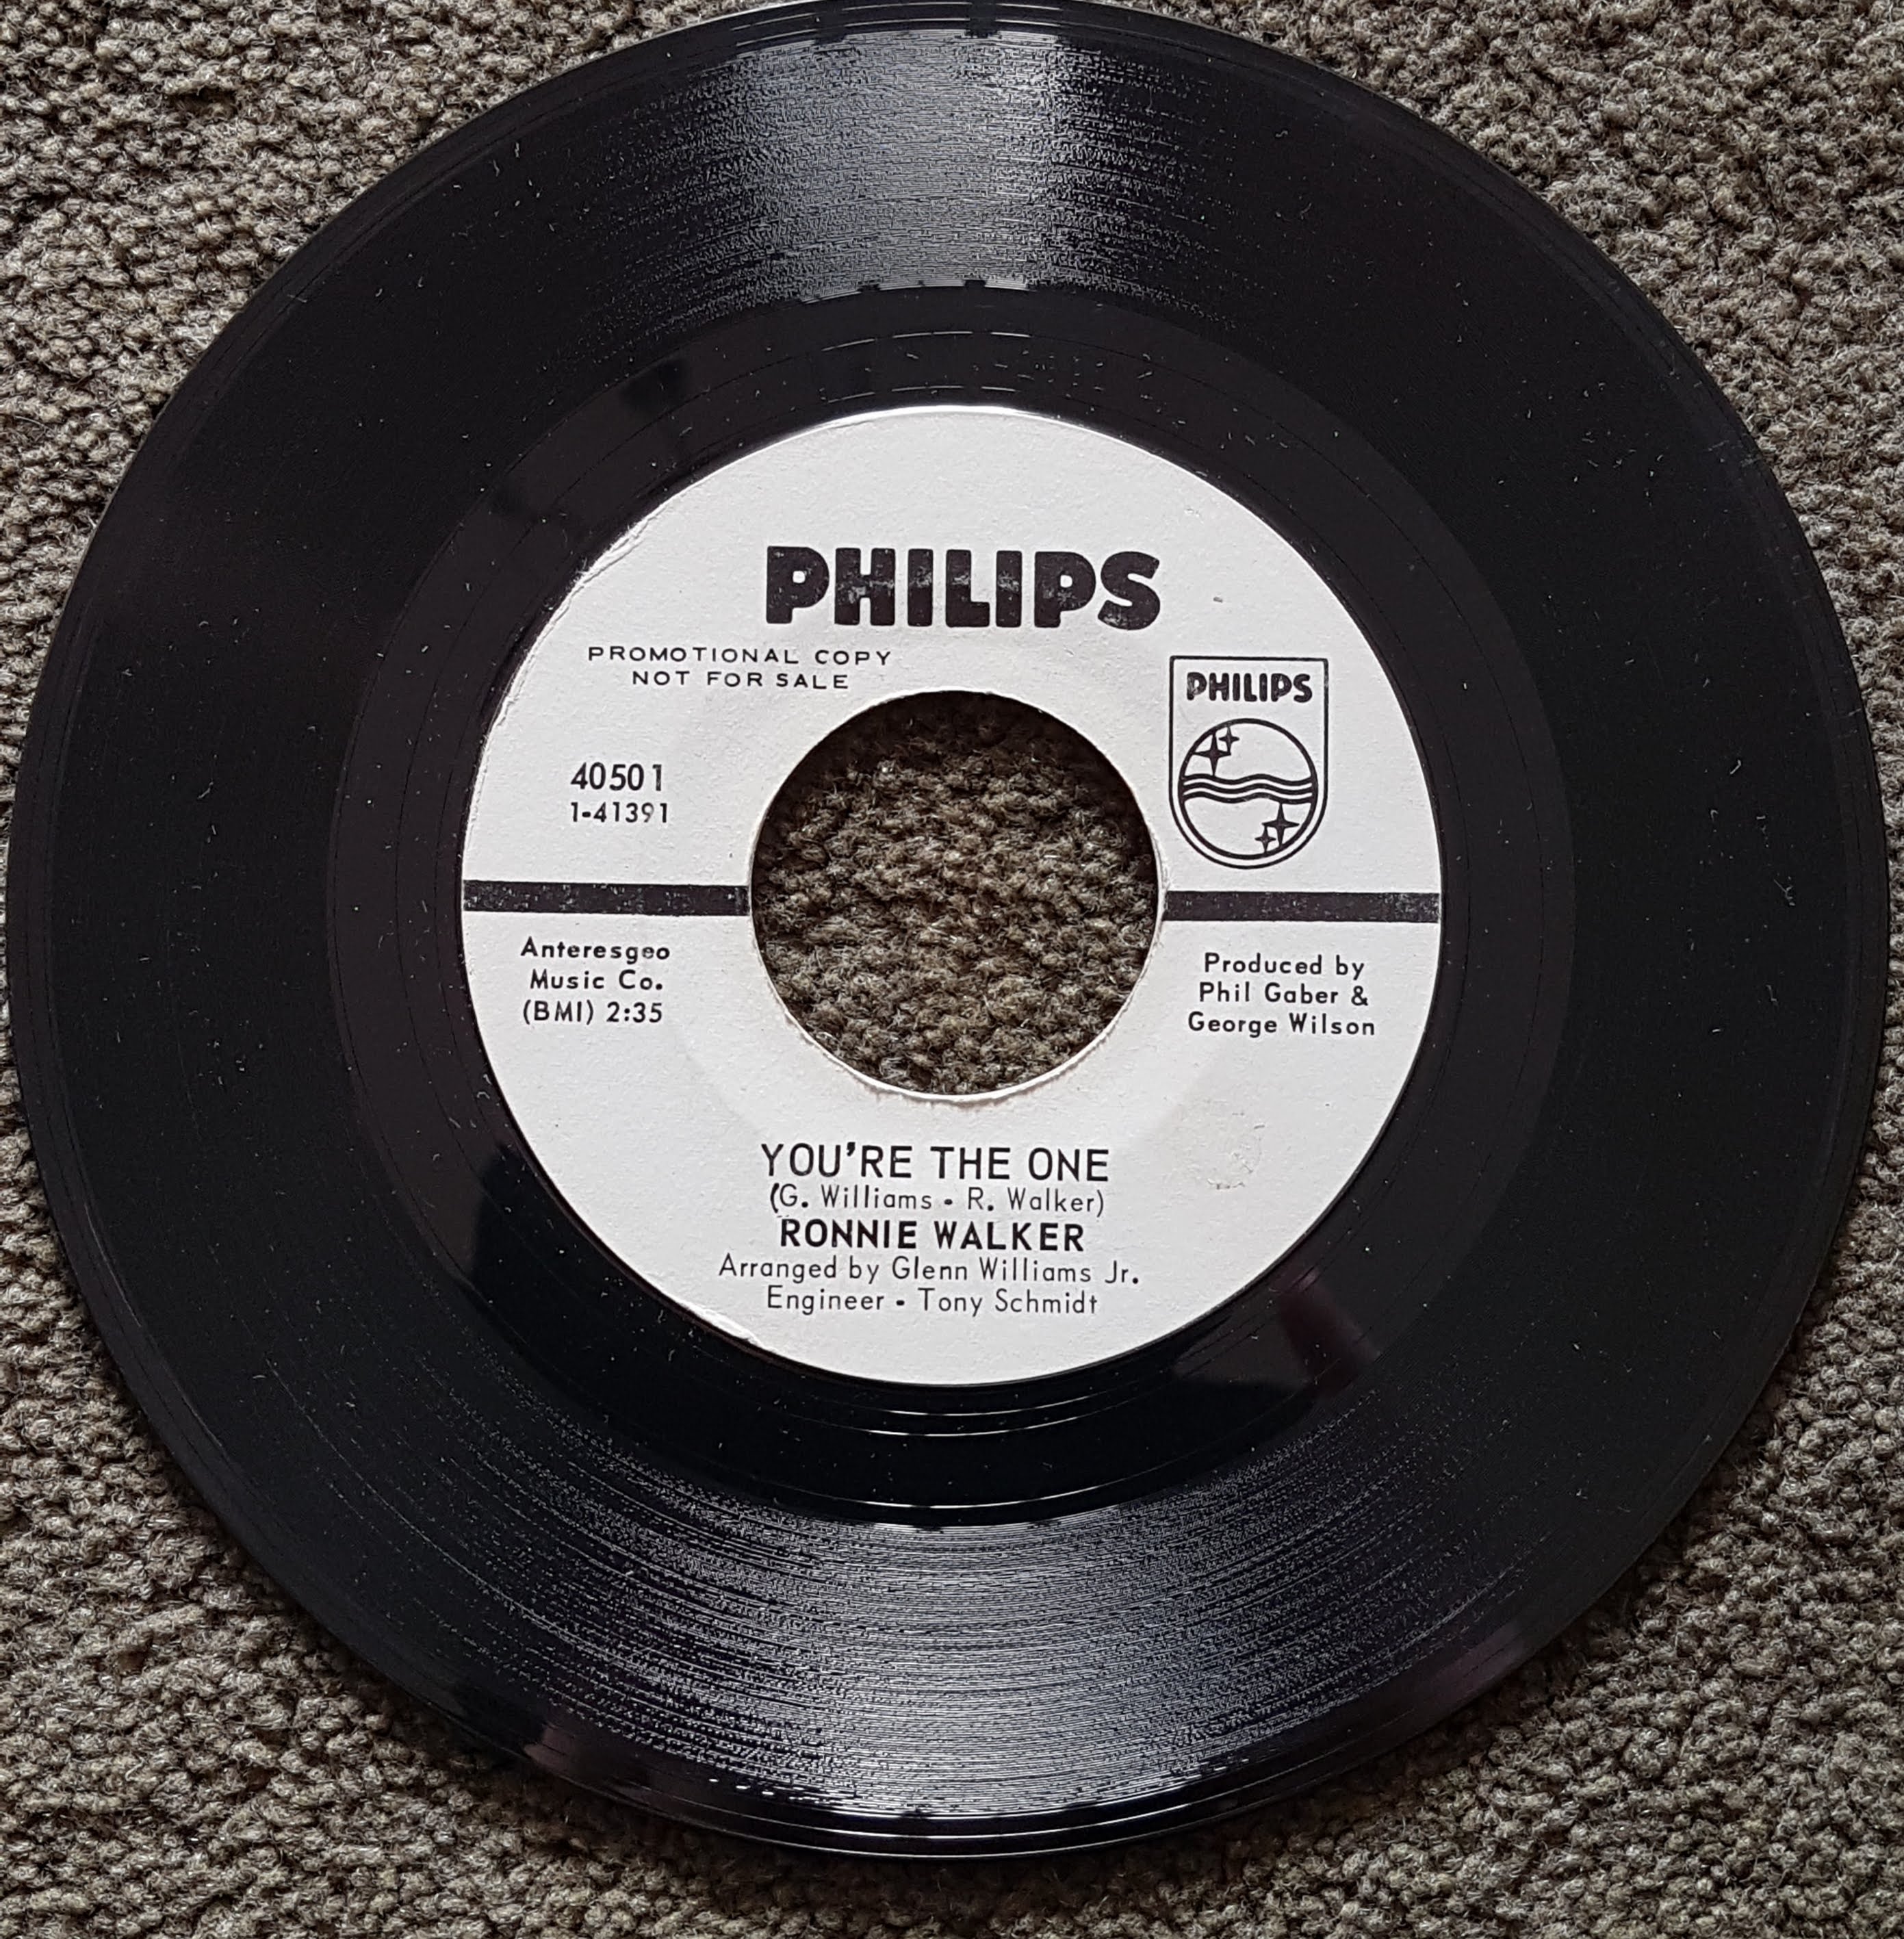 PHILIPS
PROMOTIONAL COPY
NOT FOR SALE
PHILIPS
40501
1-41391
Anteresgeo
Music Co.
(BMI) 2:35
Produced by
Phil Gaber &
George Wilson
YOU'RE THE ONE
(G. Williams - R. Walker)
RONNIE WALKER
Arranged by Glenn Williams Jr.
Engineer - Tony Schmidt